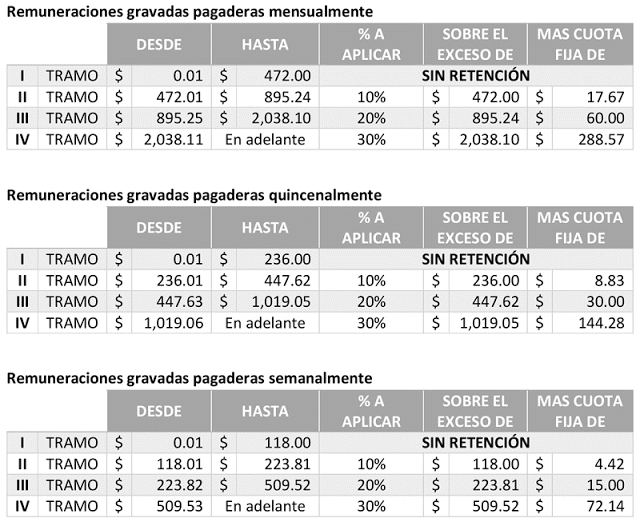 Remuneraciones gravadas pagaderas mensualmente
DESDE HASTA % A APLICAR SOBRE EL EXCESO DE MAS CUOTA FIJA DE
I TRAMO $ 0.01 $ 472.00 SIN RETENCIÓN
II TRAMO $ 472.01 $ 895.24 10% $ 472.00 $ 17.67
III TRAMO $ 895.25 $ 2,038.10 20% $ 895.24 $ 60.00
IV TRAMO $ 2,038.11 En adelante 30% $ 2,038.10 $ 288.57
Remuneraciones gravadas pagaderas quincenalmente
DESDE HASTA % A APLICAR SOBRE EL EXCESO DE MAS CUOTA FIJA DE
I TRAMO $ 0.01 $ 236.00 SIN RETENCIÓN
II TRAMO $ 236.01 $ 447.62 10% $ 236.00 $ 8.83
III TRAMO $ 447.63 $ 1,019.05 20% $ 447.62 $ 30.00
IV TRAMO $ 1,019.06 En adelante 30% $ 1,019.05 $ 144.28
Remuneraciones gravadas pagaderas semanalmente
DESDE HASTA % A APLICAR SOBRE EL EXCESO DE MAS CUOTA FIJA DE
I TRAMO $ 0.01 $ 118.00 SIN RETENCIÓN
II TRAMO $ 118.01 $ 223.81 10% $ 118.00 $ 4.42
III TRAMO $ 223.82 $ 509.52 20% $ 223.81 $ 15.00
IV TRAMO $ 509.53 En adelante 30% $ 509.52 $ 72.14